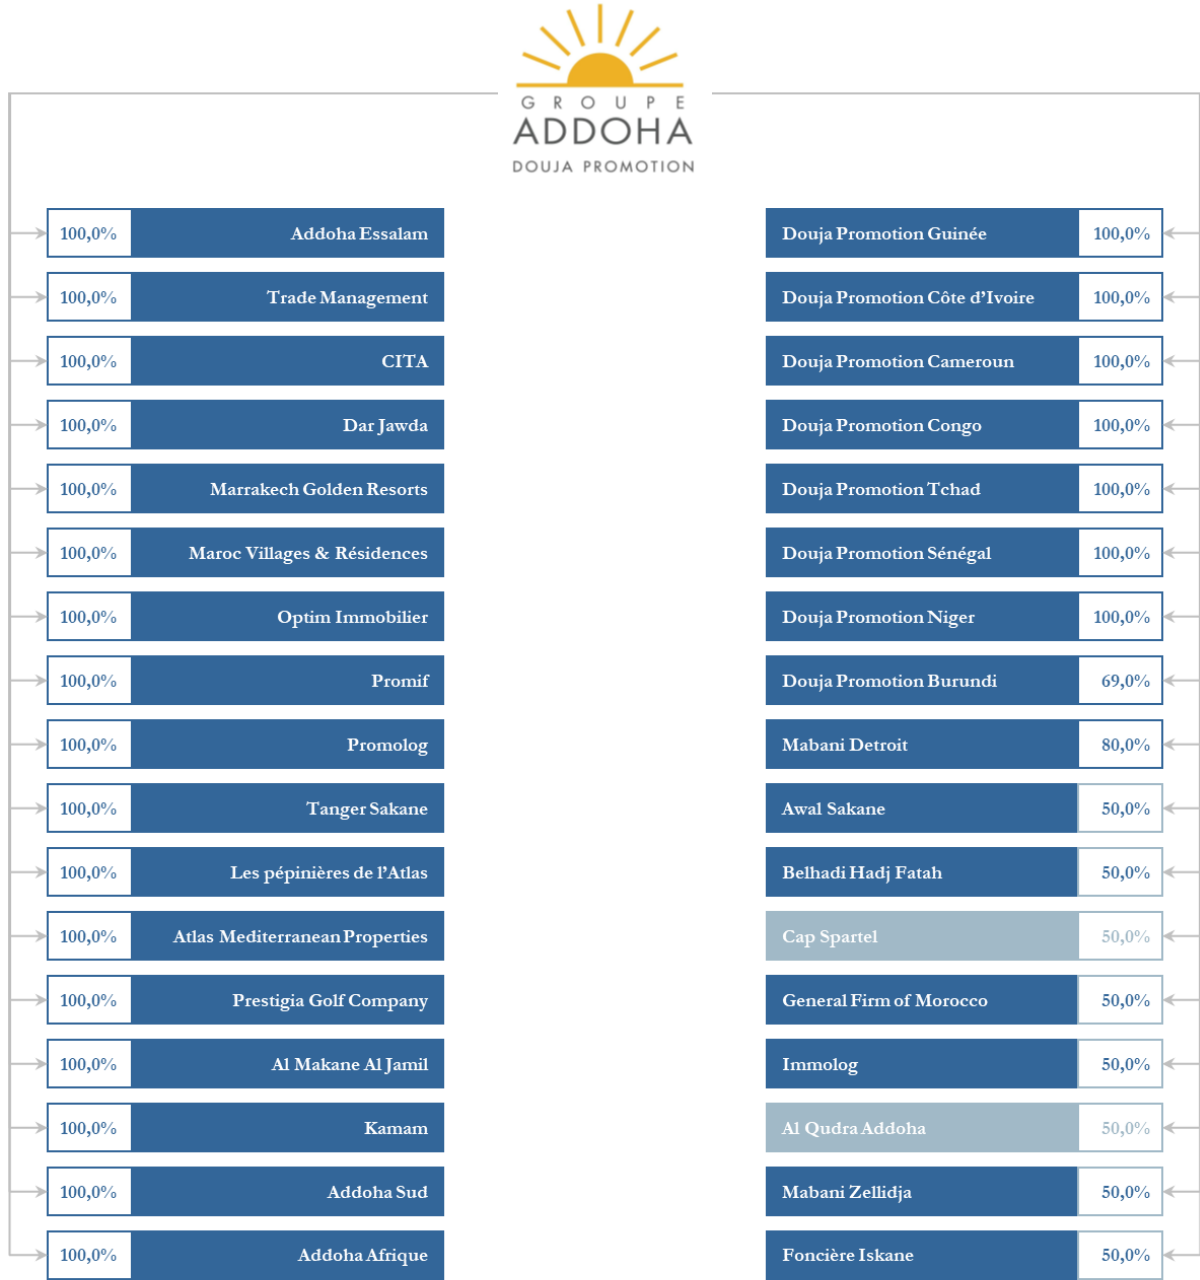 GROUPE
ADDOHA
DOUJA PROMOTION
100,0% Addoha Essalam
100,0% Trade Management
100,0% CITA
100,0% Dar Jawda
100,0% Marrakech Golden Resorts
100,0% Maroc Villages & Résidences
100,0% Optim Immobilier
100,0% Promif
100,0% Promolog
100,0% Tanger Sakane
100,0% Les pépinières de l’Atlas
100,0% Atlas Mediterranean Properties
100,0% Prestigia Golf Company
100,0% Al Makane Al Jamil
100,0% Kamam
100,0% Addoha Sud
100,0% Addoha Afrique
Douja Promotion Guinée 100,0%
Douja Promotion Côte d’Ivoire 100,0%
Douja Promotion Cameroun 100,0%
Douja Promotion Congo 100,0%
Douja Promotion Tchad 100,0%
Douja Promotion Sénégal 100,0%
Douja Promotion Niger 100,0%
Douja Promotion Burundi 69,0%
Mabani Detroit 80,0%
Awal Sakane 50,0%
Belhadi Hadj Fatah 50,0%
Cap Spartel 50,0%
General Firm of Morocco 50,0%
Immolog 50,0%
Al Qudra Addoha 50,0%
Mabani Zellidja 50,0%
Foncière Iskane 50,0%